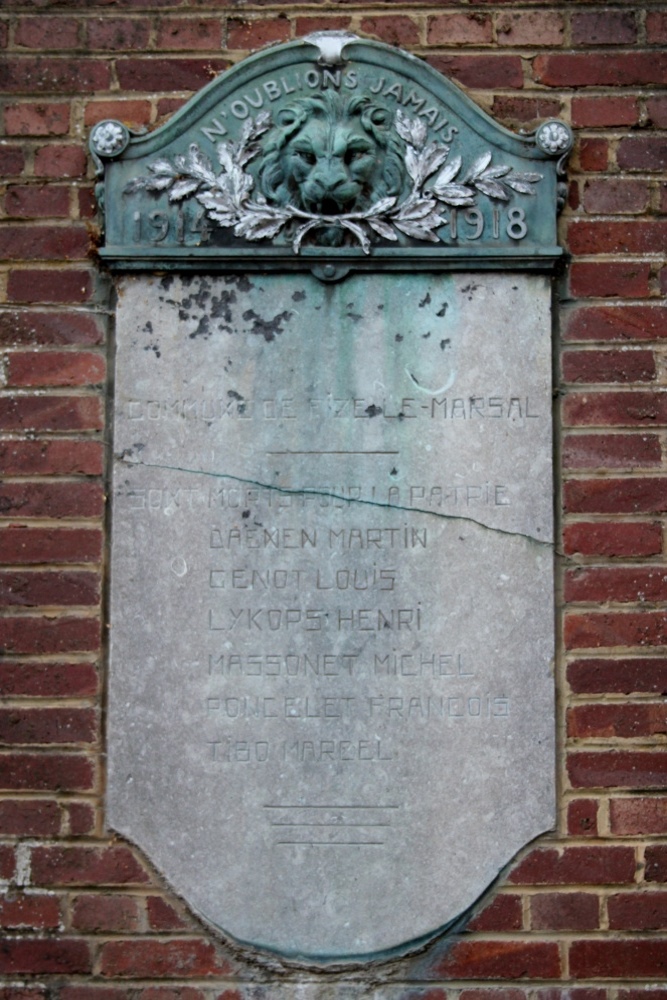 N'OUBLIONS JAMAIS
1914 1918
COMMUNE DE FIZE-LE-MARSAL
SONT MORTS POUR LA PATRIE
DAENEN MARTIN
GENOT LOUIS
LYKOPS HENRI
MASSONET MICHEL
PONCELET FRANCOIS
TIBO MARCEL